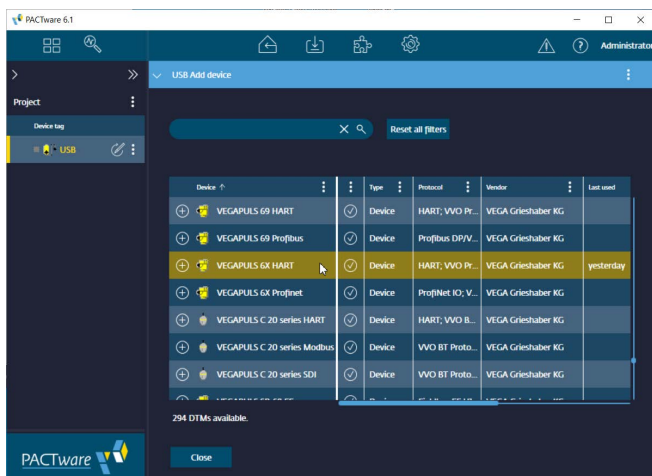 PACTware 6.1
Administrator
USB Add device
Project
Device tag
USB
Reset all filters
Device Type Protocol Vendor Last used
VEGAPULS 69 HART Device HART; VVO Pr... VEGA Grieshaber KG
VEGAPULS 69 Profibus Device Profibus DP/V... VEGA Grieshaber KG
VEGAPULS 6X HART Device HART; VVO Pr... VEGA Grieshaber KG yesterday
VEGAPULS 6X Profinet Device ProfiNet IO; V... VEGA Grieshaber KG
VEGAPULS C 20 series HART Device HART; VVO B... VEGA Grieshaber KG
VEGAPULS C 20 series Modbus Device VVO BT Proto... VEGA Grieshaber KG
VEGAPULS C 20 series SDI Device VVO BT Proto... VEGA Grieshaber KG
294 DTMs available.
PACTware
Close